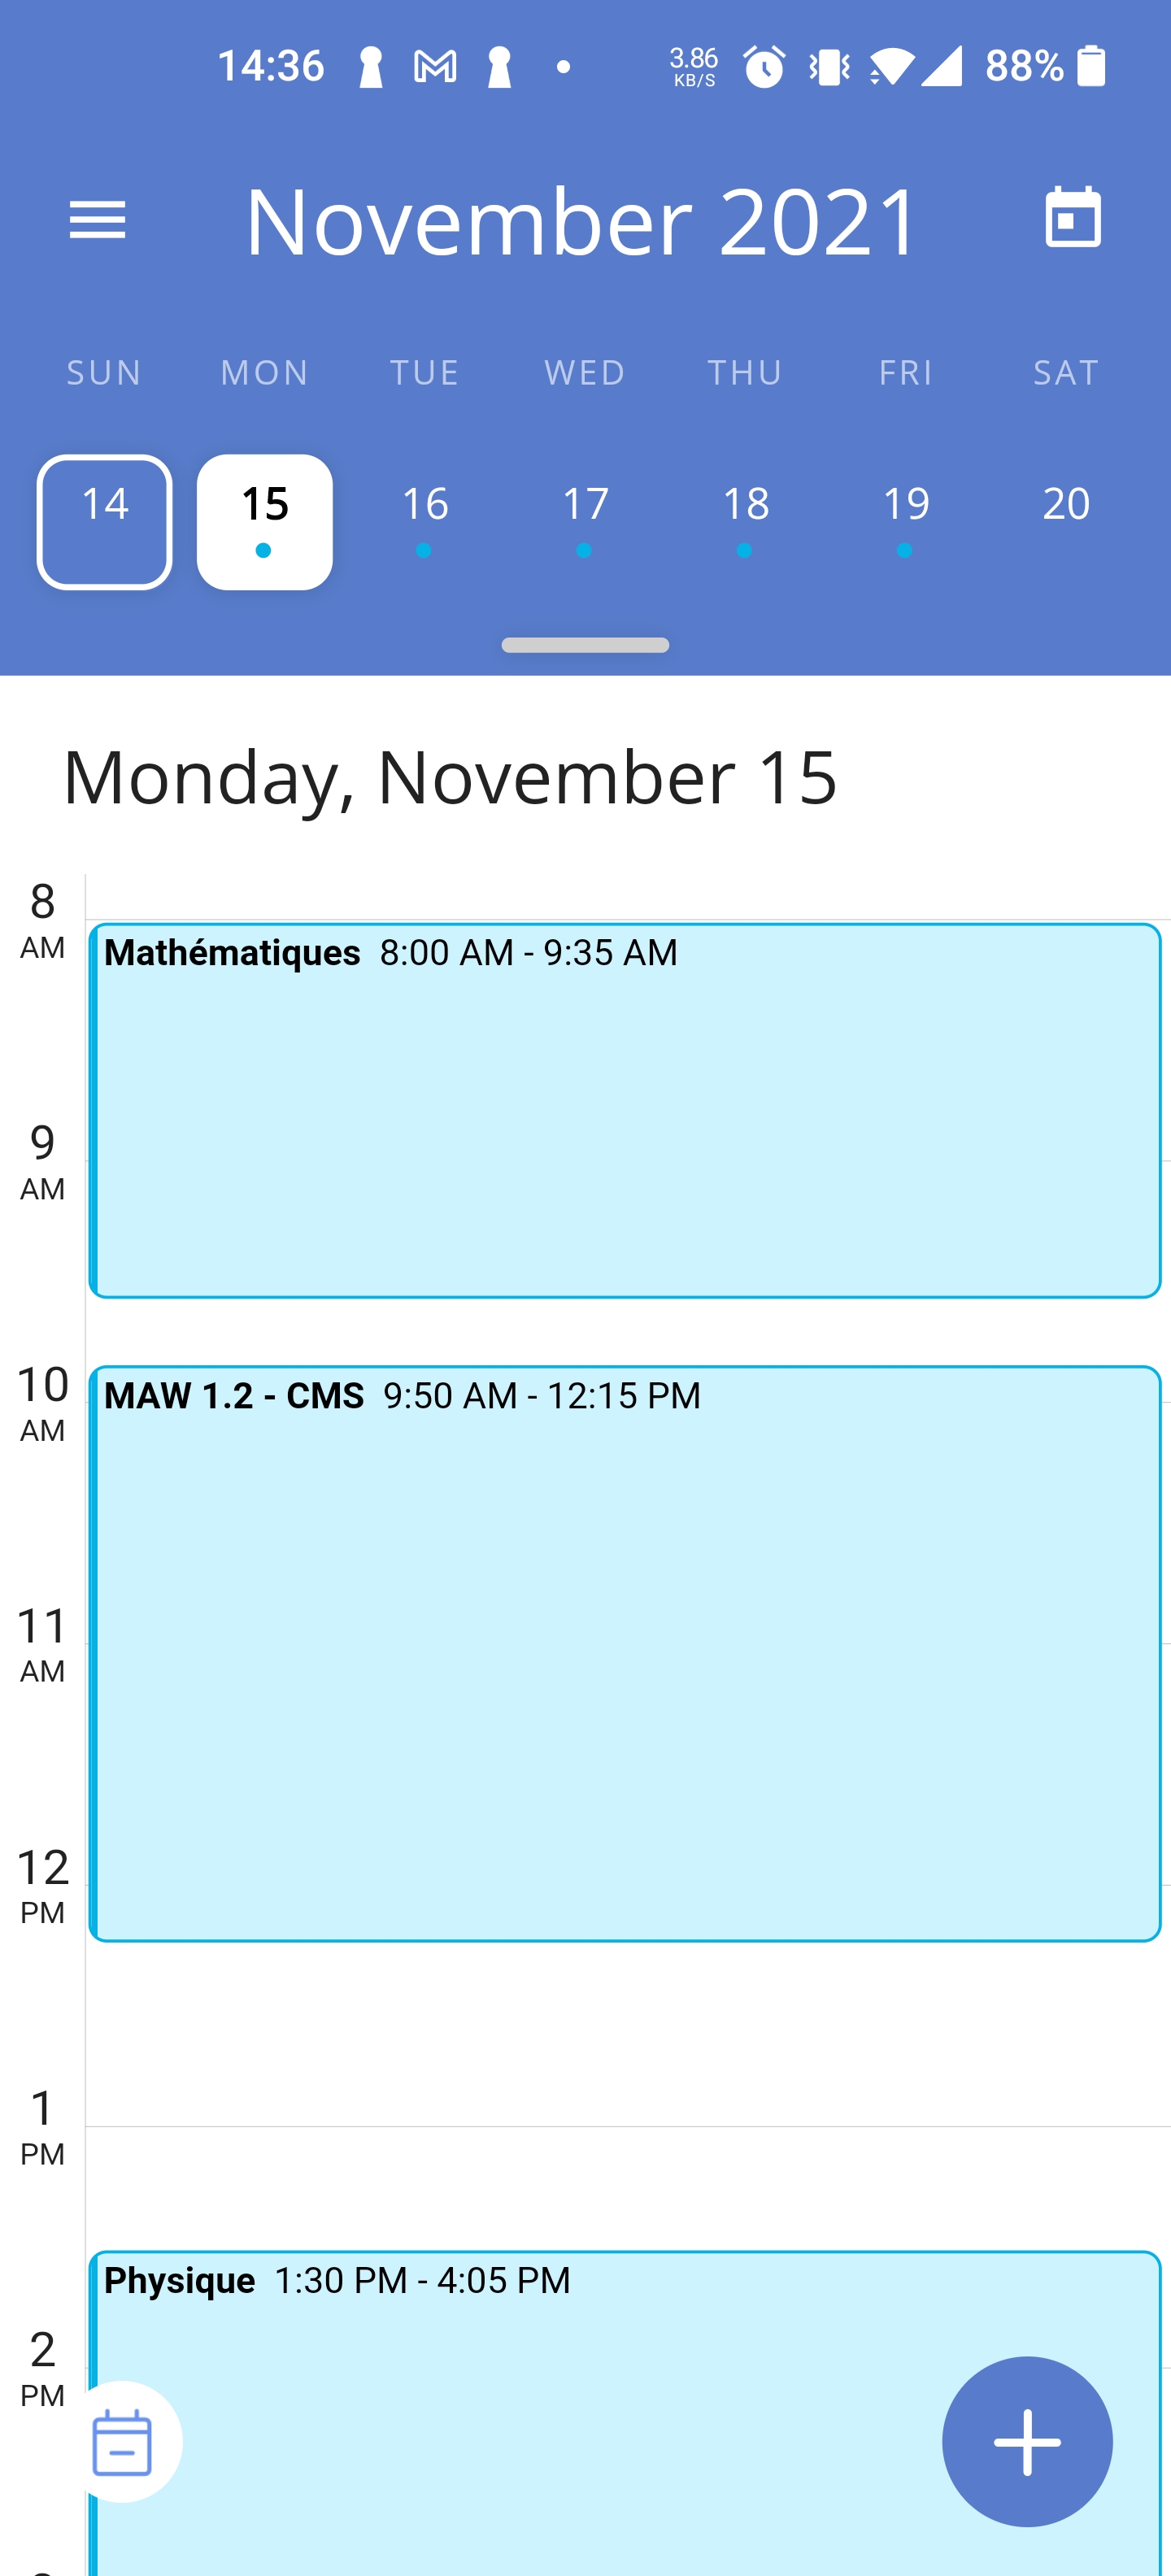 14:36 3.86 KB/S 88%
November 2021
SUN MON TUE WED THU FRI SAT
14 15 16 17 18 19 20
Monday, November 15
8 AM
Mathématiques 8:00 AM - 9:35 AM
9 AM
10 AM
MAW 1.2 - CMS 9:50 AM - 12:15 PM
11 AM
12 PM
1 PM
Physique 1:30 PM - 4:05 PM
2 PM